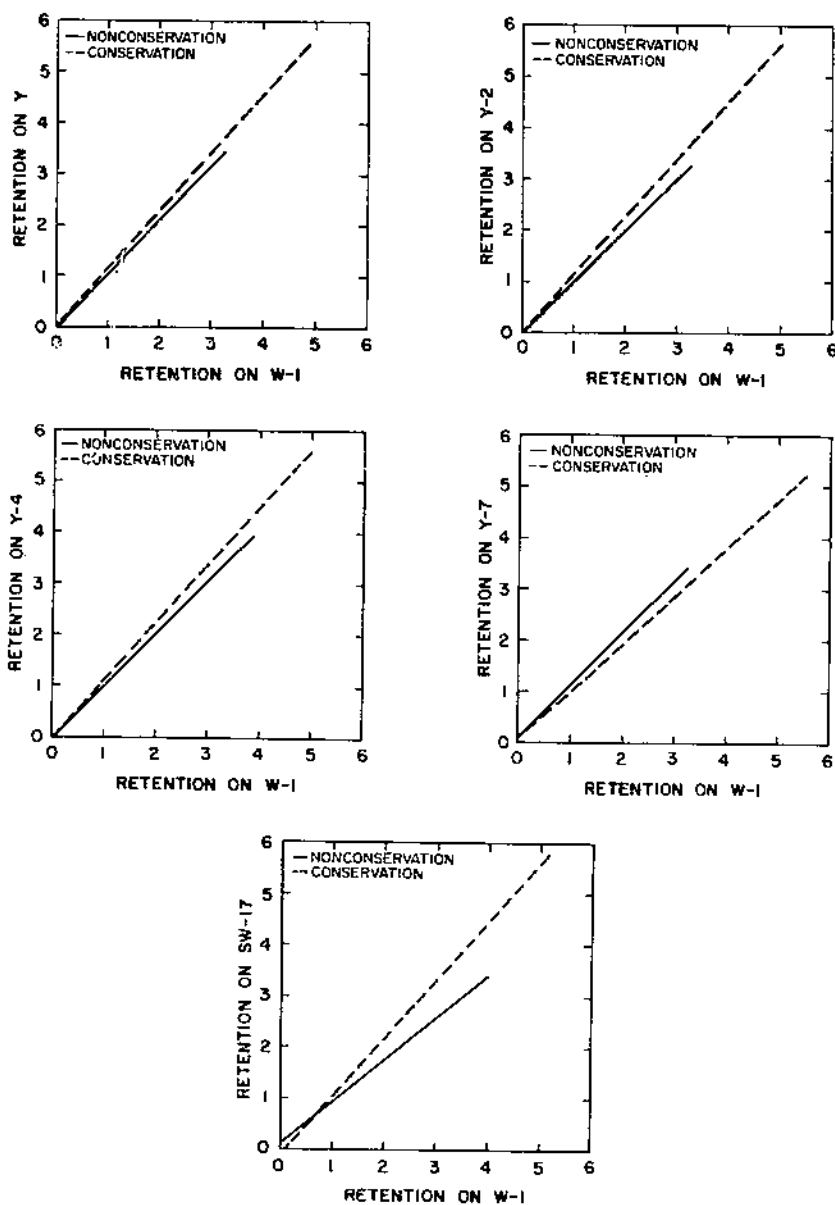 6
NONCONSERVATION
CONSERVATION
5
4
3
2
1
0
0 1 2 3 4 5 6
RETENTION ON Y
RETENTION ON W-1
6
NONCONSERVATION
CONSERVATION
5
4
3
2
1
0
0 1 2 3 4 5 6
RETENTION ON Y-2
RETENTION ON W-1
6
NONCONSERVATION
CONSERVATION
5
4
3
2
1
0
0 1 2 3 4 5 6
RETENTION ON Y-4
RETENTION ON W-1
6
NONCONSERVATION
CONSERVATION
5
4
3
2
1
0
0 1 2 3 4 5 6
RETENTION ON Y-7
RETENTION ON W-1
6
NONCONSERVATION
CONSERVATION
5
4
3
2
1
0
0 1 2 3 4 5 6
RETENTION ON SW-17
RETENTION ON W-1